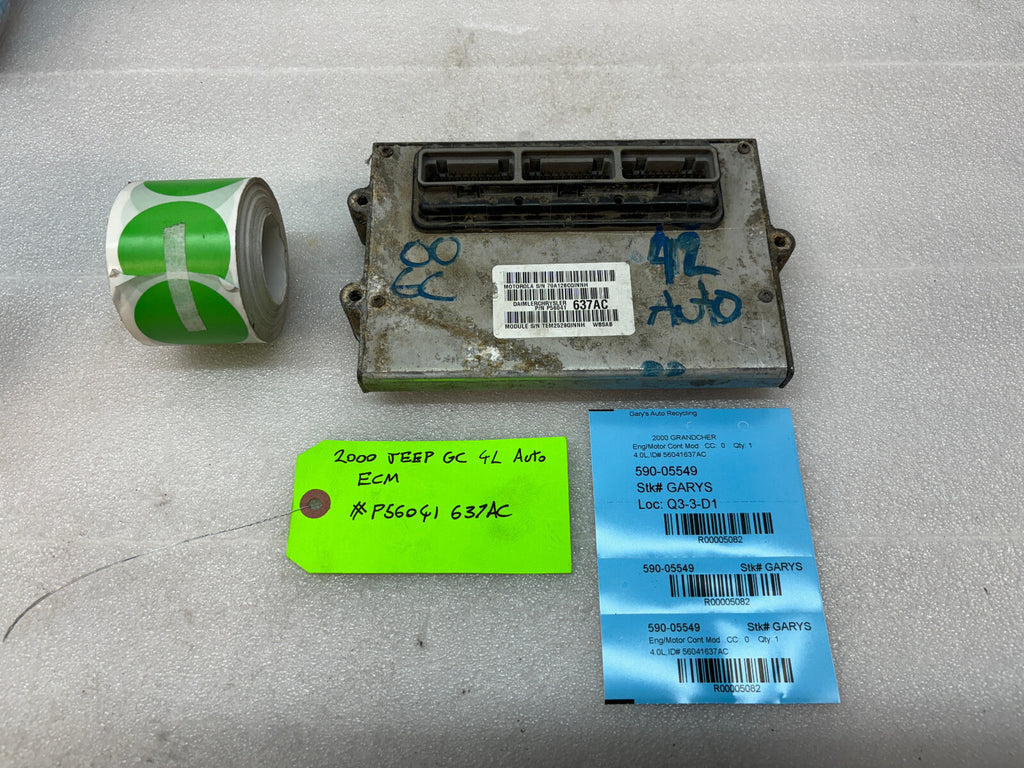 00
GC
4L
AUTO
MOTOROLA S/N
DAIMLERCHRYSLER
P/N P56041 637AC
MODULE S/N TEM2529QINNH WBSAB
2000 JEEP GC 4L Auto
ECM
#P56041 637AC
Gary's Auto Recycling
2000 GRANDCHER
Eng/Motor Cont Mod CC: 0 Qty: 1
4.0L,ID# 56041637AC
590-05549
Stk# GARYS
Loc: Q3-3-D1
R00005082
590-05549 Stk# GARYS
R00005082
590-05549 Stk# GARYS
Eng/Motor Cont Mod CC: 0 Qty: 1
4.0L,ID# 56041637AC
R00005082